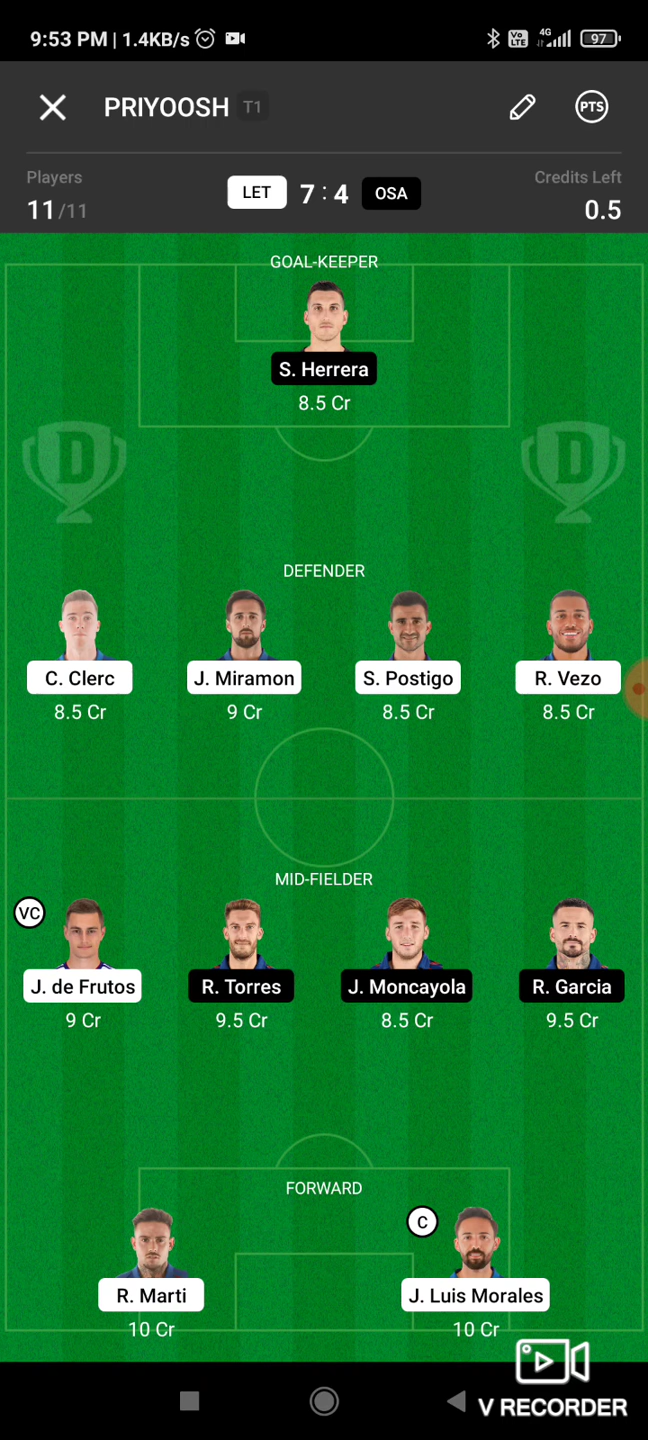 9:53 PM | 1.4KB/s Vo LTE 4G 97
PRIYOOSH T1 PTS
Players Credits Left
11/11 LET 7 : 4 OSA 0.5
GOAL-KEEPER
S. Herrera
8.5 Cr
D D
DEFENDER
C. Clerc J. Miramon S. Postigo R. Vezo
8.5 Cr 9 Cr 8.5 Cr 8.5 Cr
MID-FIELDER
VC
J. de Frutos R. Torres J. Moncayola R. Garcia
9 Cr 9.5 Cr 8.5 Cr 9.5 Cr
FORWARD
C
R. Marti J. Luis Morales
10 Cr 10 Cr
V RECORDER